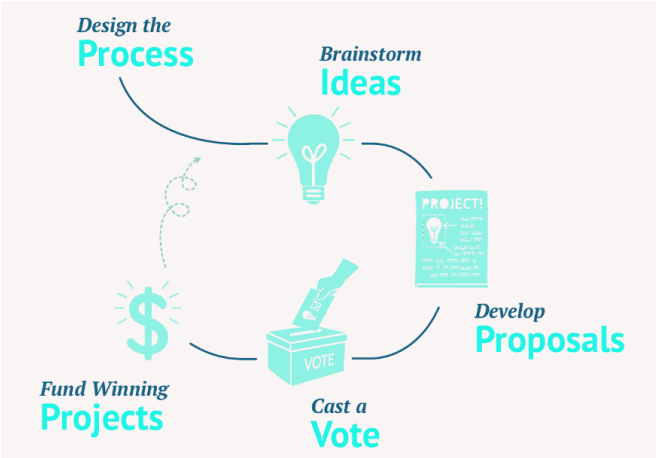 Design the
Process
Brainstorm
Ideas
PROJECT!
Develop
Proposals
VOTE
Fund Winning
Projects
Cast a
Vote